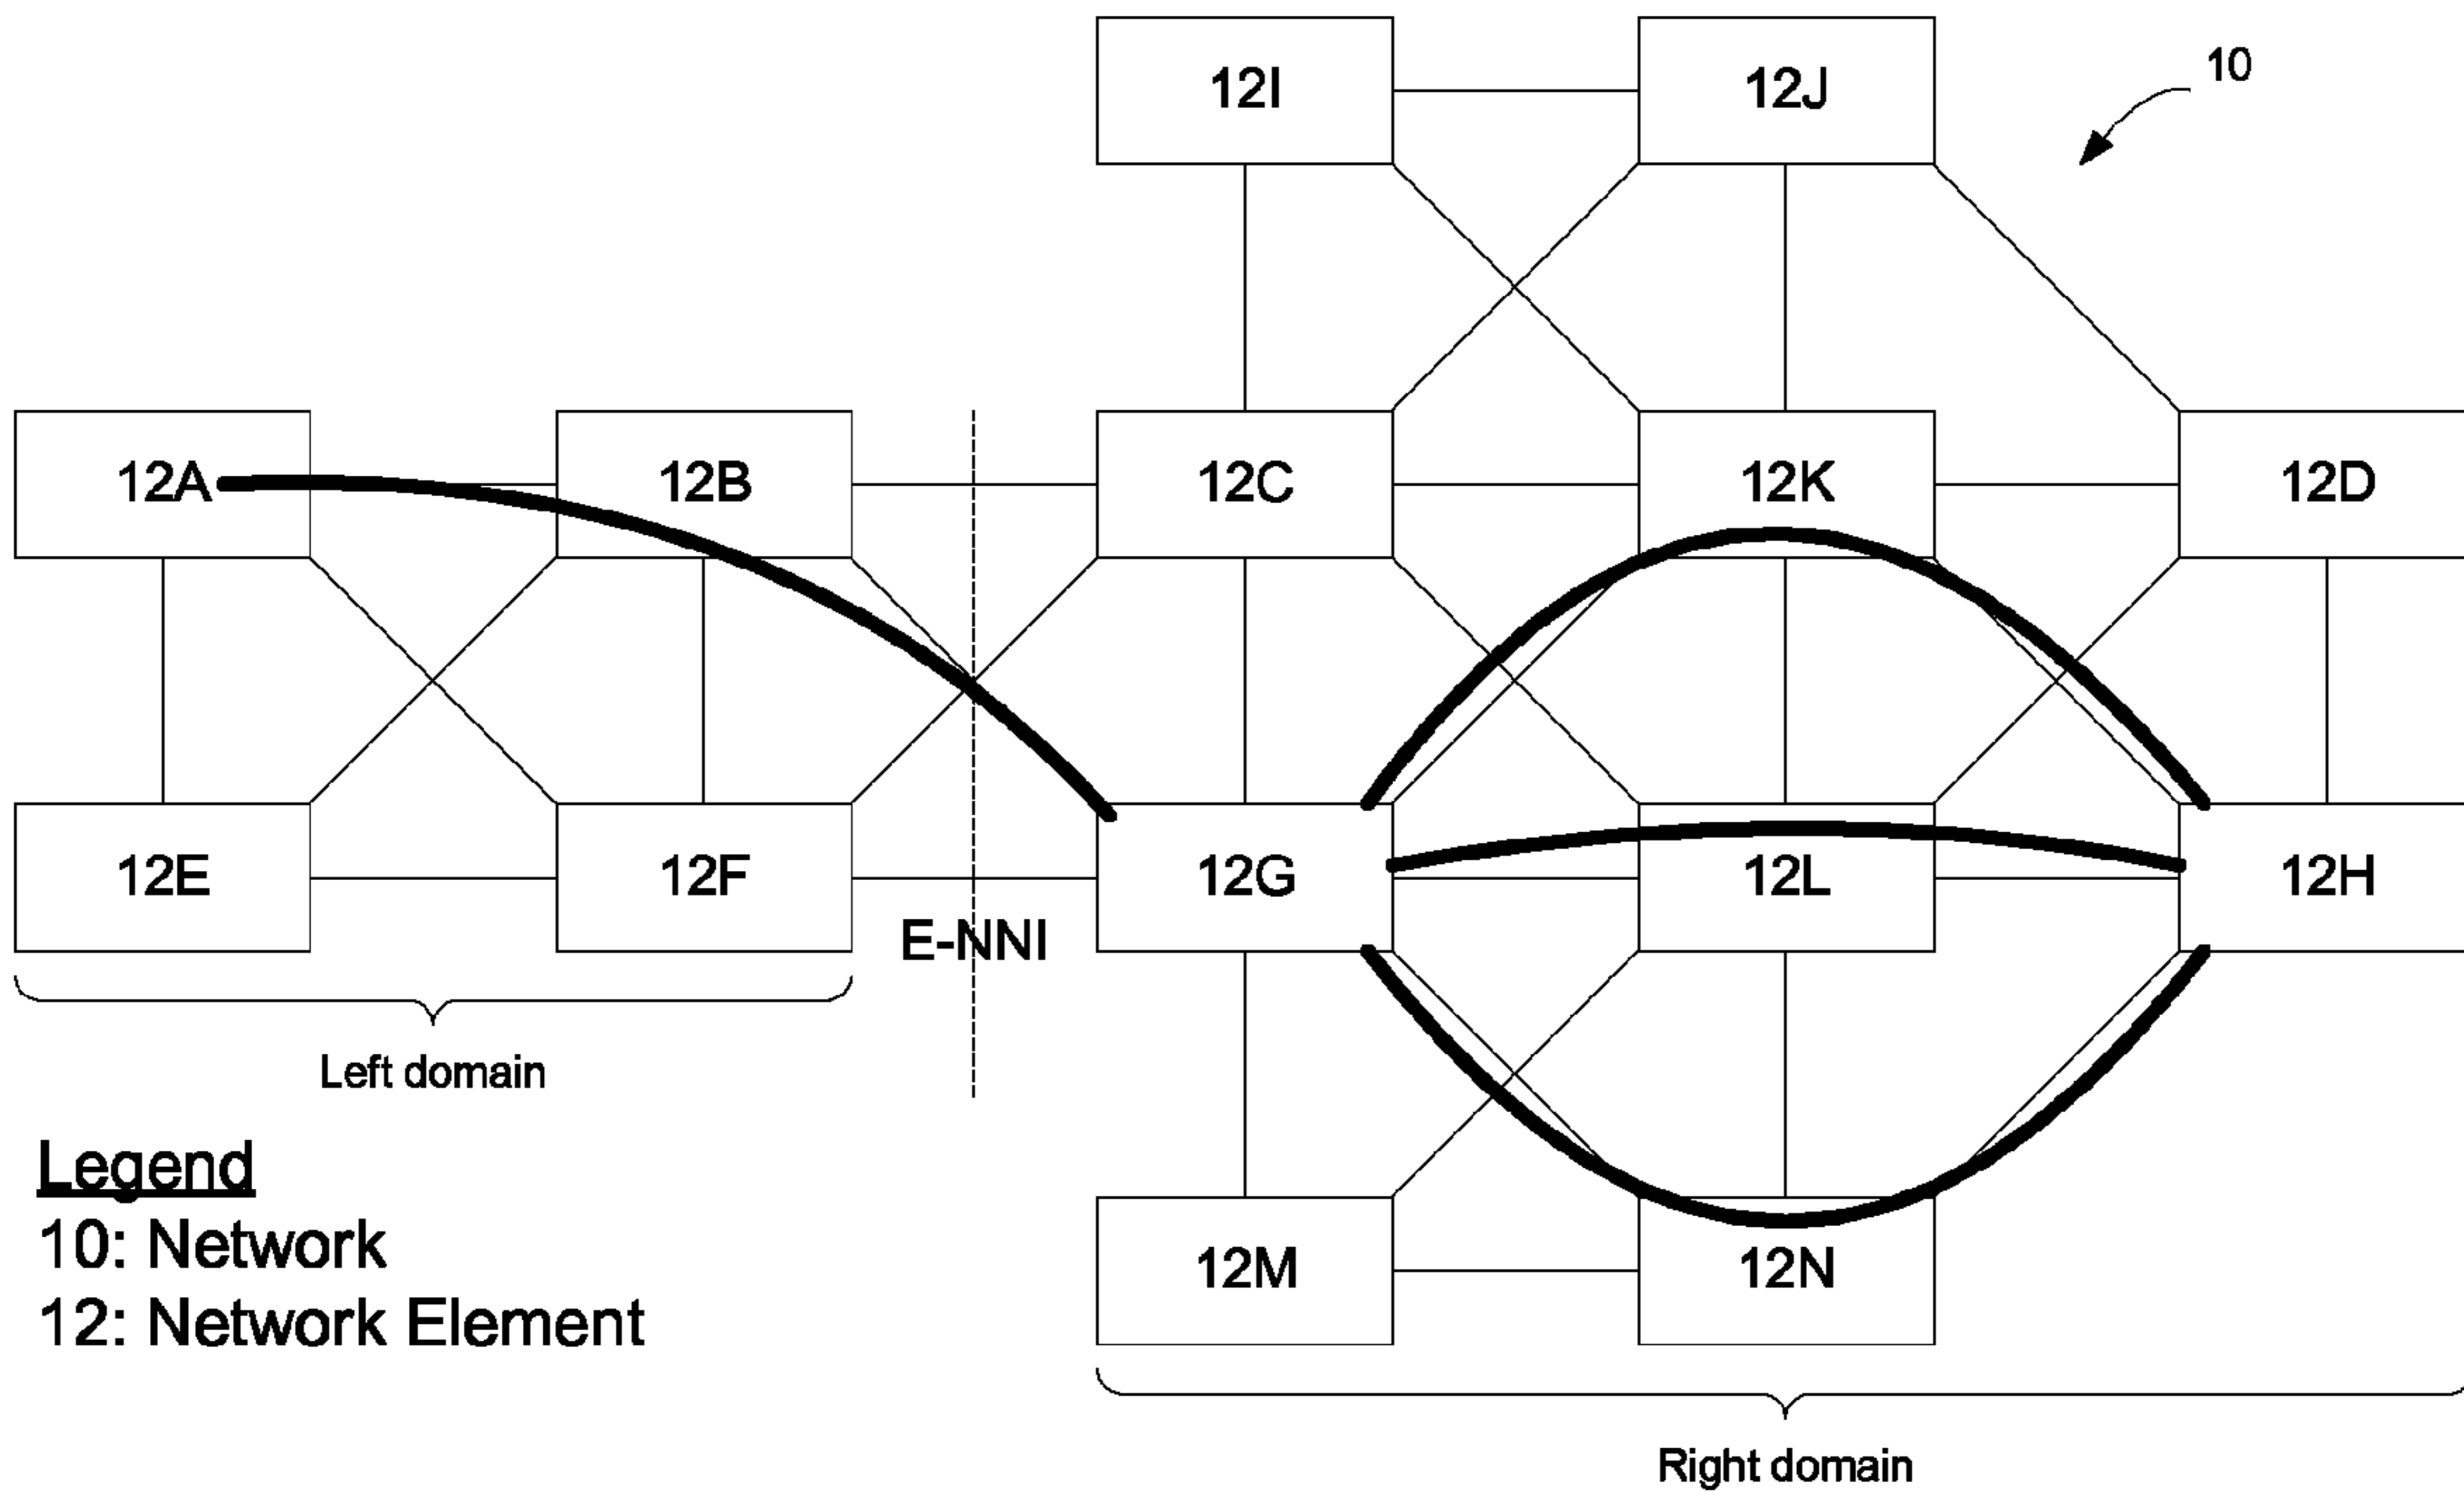 12I
12J
10
12A
12B
12C
12K
12D
12E
12F
12G
12L
12H
E-NNI
Left domain
Legend
10: Network
12: Network Element
12M
12N
Right domain